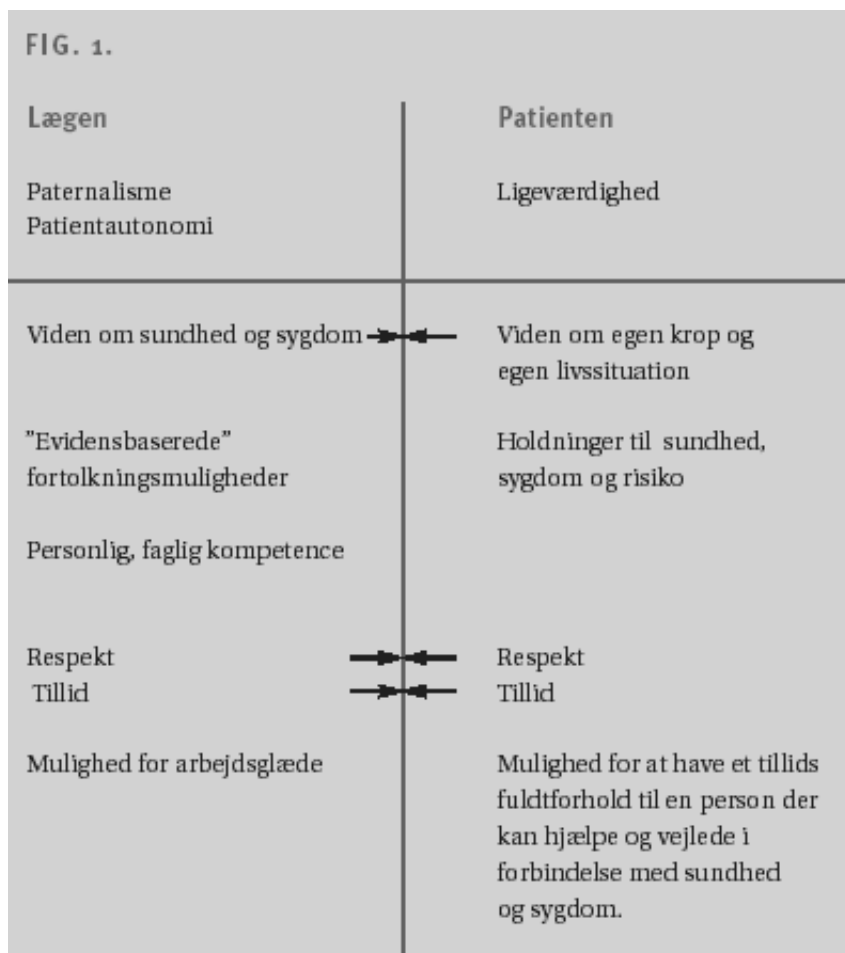 FIG. 1.
Lægen
Patienten
Paternalisme
Patientautonomi
Ligeværdighed
Viden om sundhed og sygdom
Viden om egen krop og
egen livssituation
"Evidensbaserede"
fortolkningsmuligheder
Holdninger til sundhed,
sygdom og risiko
Personlig, faglig kompetence
Respekt
Tillid
Respekt
Tillid
Mulighed for arbejdsglæde
Mulighed for at have et tillids
fuldtforhold til en person der
kan hjælpe og vejlede i
forbindelse med sundhed
og sygdom.